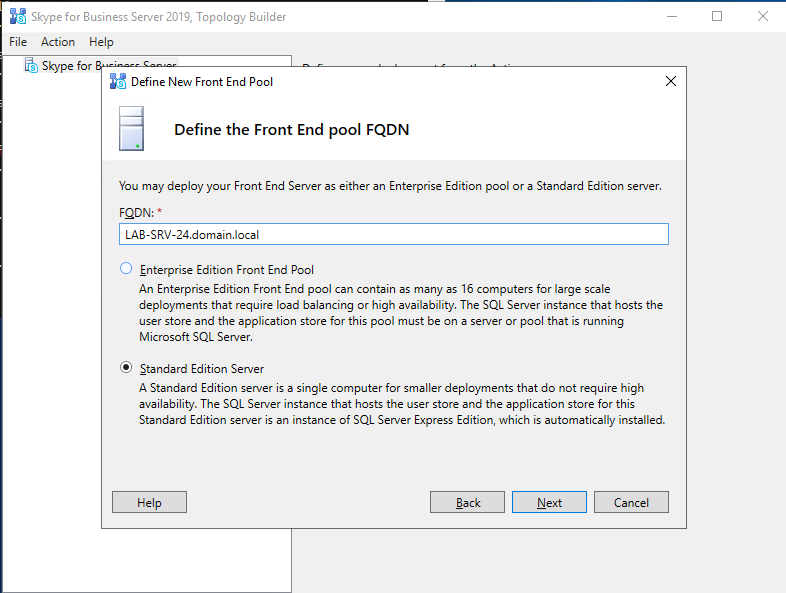 Skype for Business Server 2019, Topology Builder
File Action Help
Skype for Business Server
Define New Front End Pool
Define the Front End pool FQDN
You may deploy your Front End Server as either an Enterprise Edition pool or a Standard Edition server.
FQDN: *
LAB-SRV-24.domain.local
Enterprise Edition Front End Pool
An Enterprise Edition Front End pool can contain as many as 16 computers for large scale
deployments that require load balancing or high availability. The SQL Server instance that hosts the
user store and the application store for this pool must be on a server or pool that is running
Microsoft SQL Server.
Standard Edition Server
A Standard Edition server is a single computer for smaller deployments that do not require high
availability. The SQL Server instance that hosts the user store and the application store for this
Standard Edition server is an instance of SQL Server Express Edition, which is automatically installed.
Help Back Next Cancel